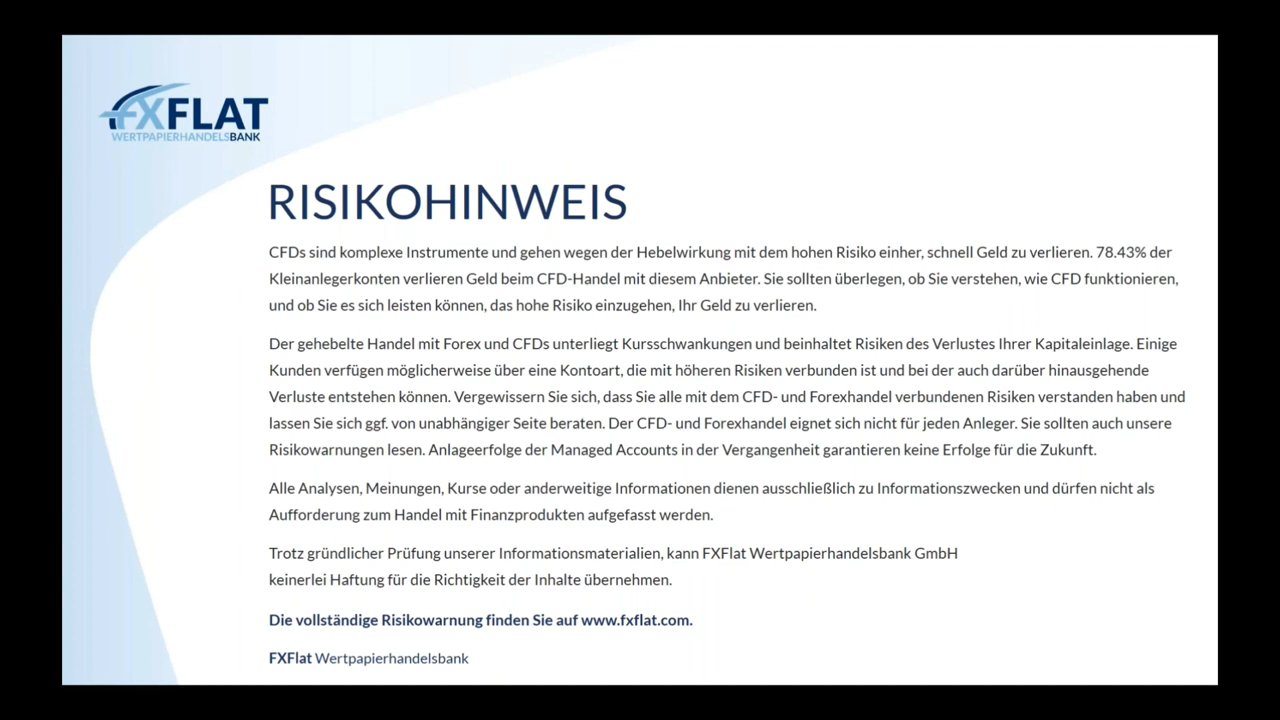 FXFLAT
WERTPAPIERHANDELSBANK
RISIKOHINWEIS
CFDs sind komplexe Instrumente und gehen wegen der Hebelwirkung mit dem hohen Risiko einher, schnell Geld zu verlieren. 78.43% der
Kleinanlegerkonten verlieren Geld beim CFD-Handel mit diesem Anbieter. Sie sollten überlegen, ob Sie verstehen, wie CFD funktionieren,
und ob Sie es sich leisten können, das hohe Risiko einzugehen, Ihr Geld zu verlieren.
Der gehebelte Handel mit Forex und CFDs unterliegt Kursschwankungen und beinhaltet Risiken des Verlustes Ihrer Kapitaleinlage. Einige
Kunden verfügen möglicherweise über eine Kontoart, die mit höheren Risiken verbunden ist und bei der auch darüber hinausgehende
Verluste entstehen können. Vergewissern Sie sich, dass Sie alle mit dem CFD- und Forexhandel verbundenen Risiken verstanden haben und
lassen Sie sich ggf. von unabhängiger Seite beraten. Der CFD- und Forexhandel eignet sich nicht für jeden Anleger. Sie sollten auch unsere
Risikowarnungen lesen. Anlageerfolge der Managed Accounts in der Vergangenheit garantieren keine Erfolge für die Zukunft.
Alle Analysen, Meinungen, Kurse oder anderweitige Informationen dienen ausschließlich zu Informationszwecken und dürfen nicht als
Aufforderung zum Handel mit Finanzprodukten aufgefasst werden.
Trotz gründlicher Prüfung unserer Informationsmaterialien, kann FXFlat Wertpapierhandelsbank GmbH
keinerlei Haftung für die Richtigkeit der Inhalte übernehmen.
Die vollständige Risikowarnung finden Sie auf www.fxflat.com.
FXFlat Wertpapierhandelsbank